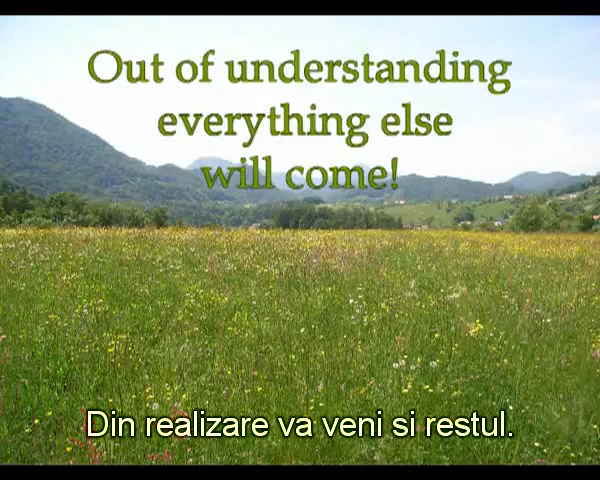 Out of understanding
everything else
will come!
Din realizare va veni si restul.